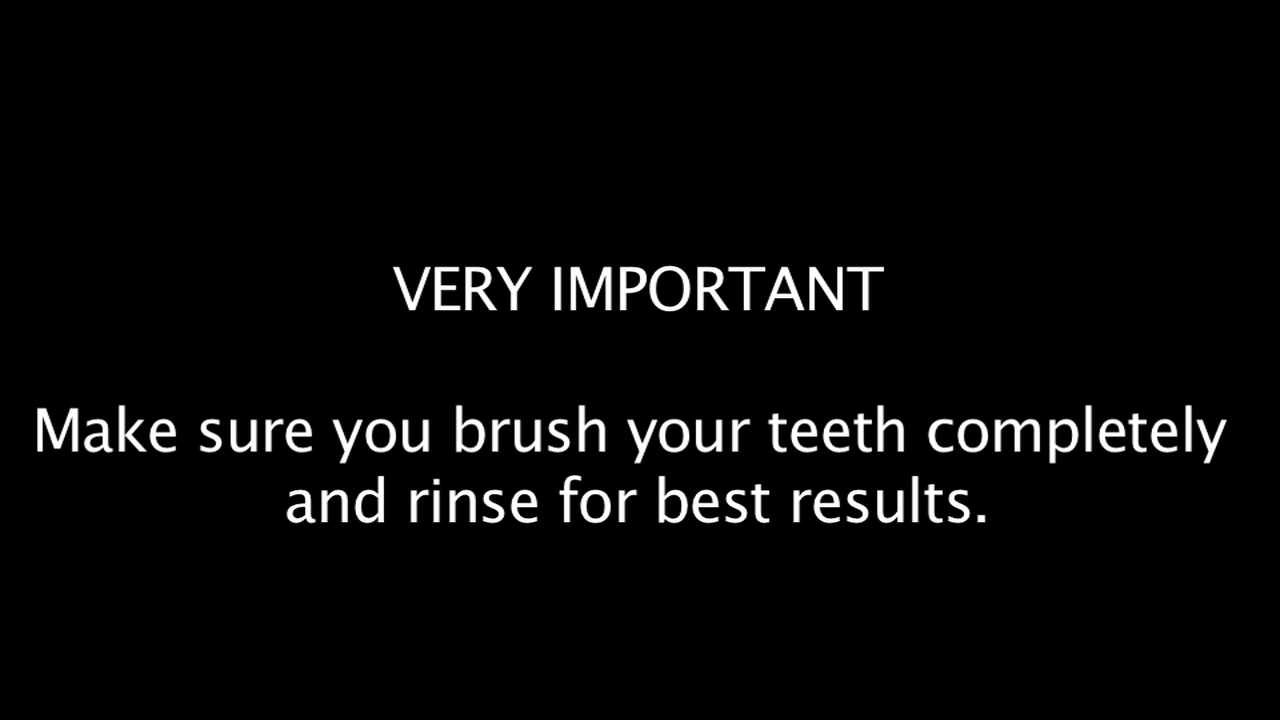 VERY IMPORTANT
Make sure you brush your teeth completely
and rinse for best results.